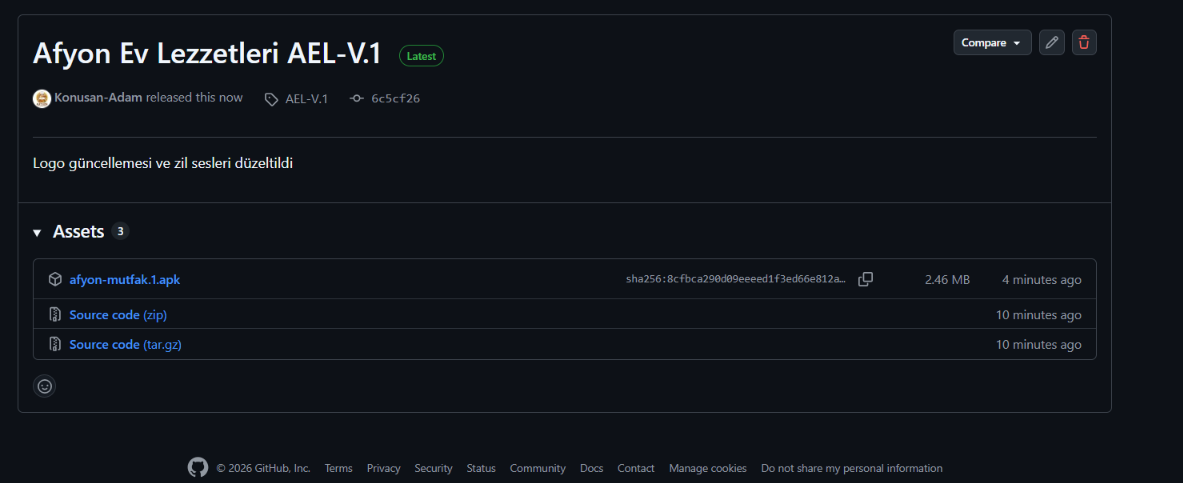 Afyon Ev Lezzetleri AEL-V.1 Latest Compare
Konusan-Adam released this now AEL-V.1 6c5cf26
Logo güncellemesi ve zil sesleri düzeltildi
Assets 3
afyon-mutfak.1.apk sha256:8cfbca290d09eeeed1f3ed66e812a… 2.46 MB 4 minutes ago
Source code (zip) 10 minutes ago
Source code (tar.gz) 10 minutes ago
© 2026 GitHub, Inc. Terms Privacy Security Status Community Docs Contact Manage cookies Do not share my personal information